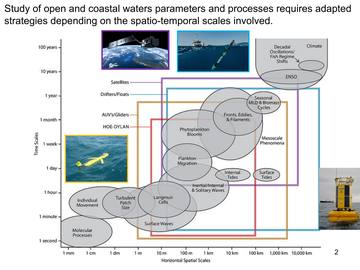 Study of open and coastal waters parameters and processes requires adapted
strategies depending on the spatio-temporal scales involved.
100 years
10 years
1 year
1 month
1 week
1 day
1 hour
1 minute
1 second
Time Scales
Satellites
Drifters/Floats
AUV's/Gliders
HOE-DYLAN
Decadal
Oscillations/
Fish Regime
Shifts
Climate
ENSO
Seasonal
MLD & Biomass
Cycles
Fronts, Eddies,
& Filaments
Phytoplankton
Blooms
Mesoscale
Phenomena
Plankton
Migration
Internal
Tides
Surface
Tides
Inertial/Internal
& Solitary Waves
Individual
Movement
Turbulent
Patch
Size
Langmuir
Cells
Surface Waves
Molecular
Processes
1 mm
1 cm
1 dm
1 m
10 m
100 m
1 km
10 km
100 km
1,000 km
10,000 km
Horizontal Spatial Scales
2